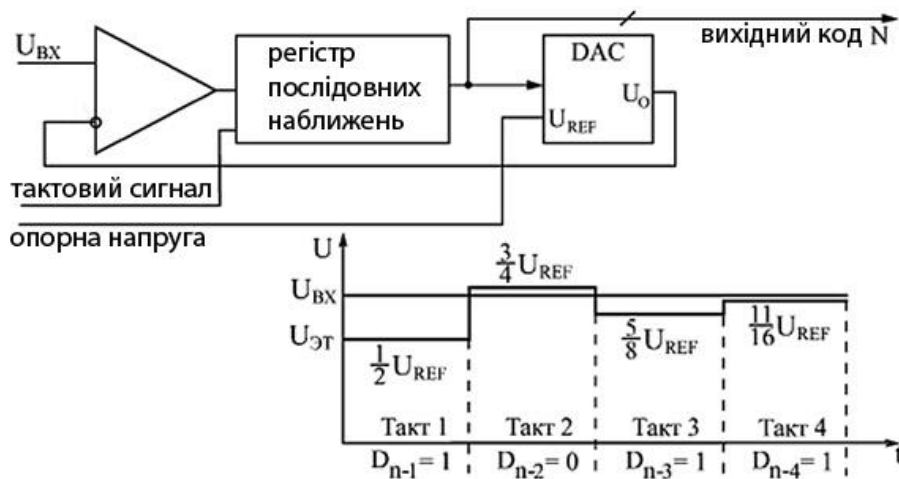 U_ВХ
регістр
послідовних
наближень
DAC
U_O
U_REF
вихідний код N
тактовий сигнал
опорна напруга
U
U_ВХ
U_ЭТ
1/2 U_REF
3/4 U_REF
5/8 U_REF
11/16 U_REF
Такт 1 Такт 2 Такт 3 Такт 4
t
D_n-1 = 1 D_n-2 = 0 D_n-3 = 1 D_n-4 = 1